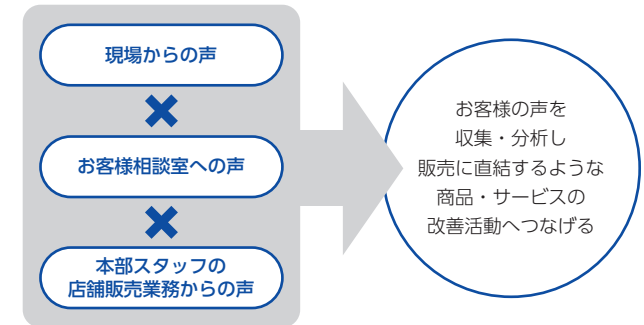 現場からの声
お客様相談室への声
本部スタッフの
店舗販売業務からの声
お客様の声を
収集・分析し
販売に直結するような
商品・サービスの
改善活動へつなげる